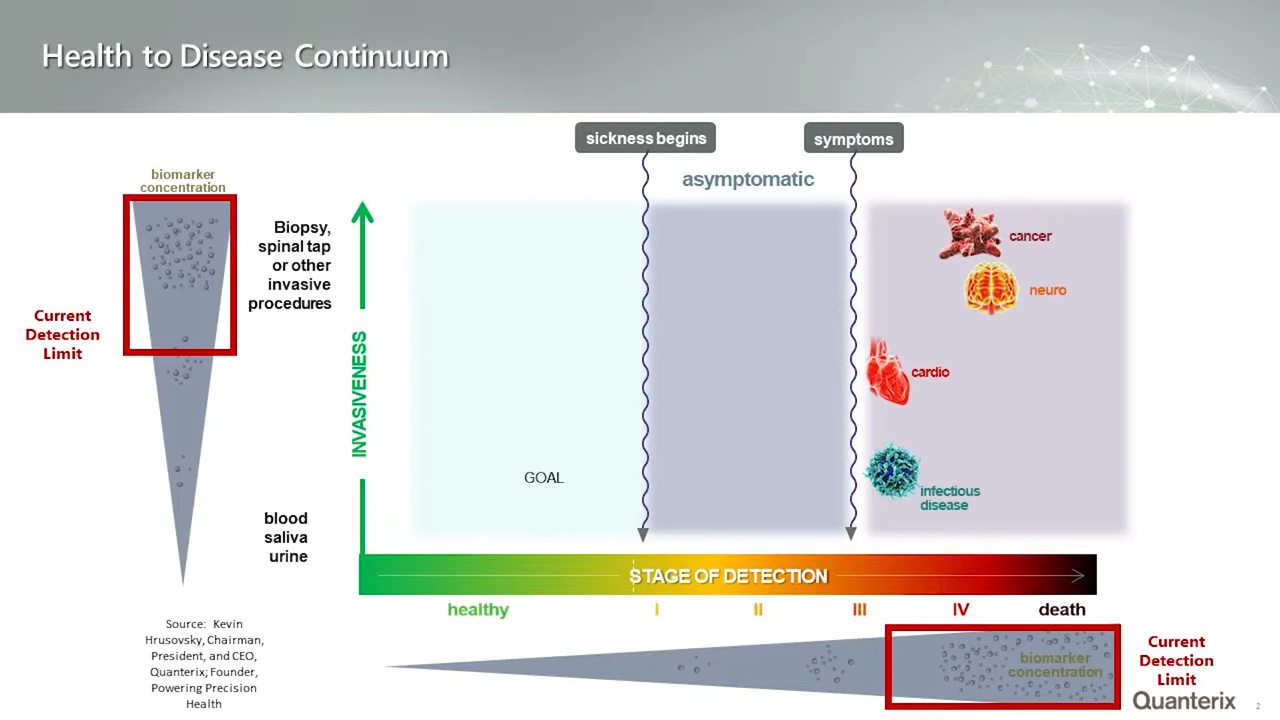 Health to Disease Continuum
sickness begins
symptoms
asymptomatic
biomarker
concentration
Current
Detection
Limit
Biopsy,
spinal tap
or other
invasive
procedures
blood
saliva
urine
INVASIVENESS
GOAL
cancer
neuro
cardio
infectious
disease
STAGE OF DETECTION
healthy
I
II
III
IV
death
Source: Kevin
Hrusovsky, Chairman,
President, and CEO,
Quanterix; Founder,
Powering Precision
Health
biomarker
concentration
Current
Detection
Limit
Quanterix
2